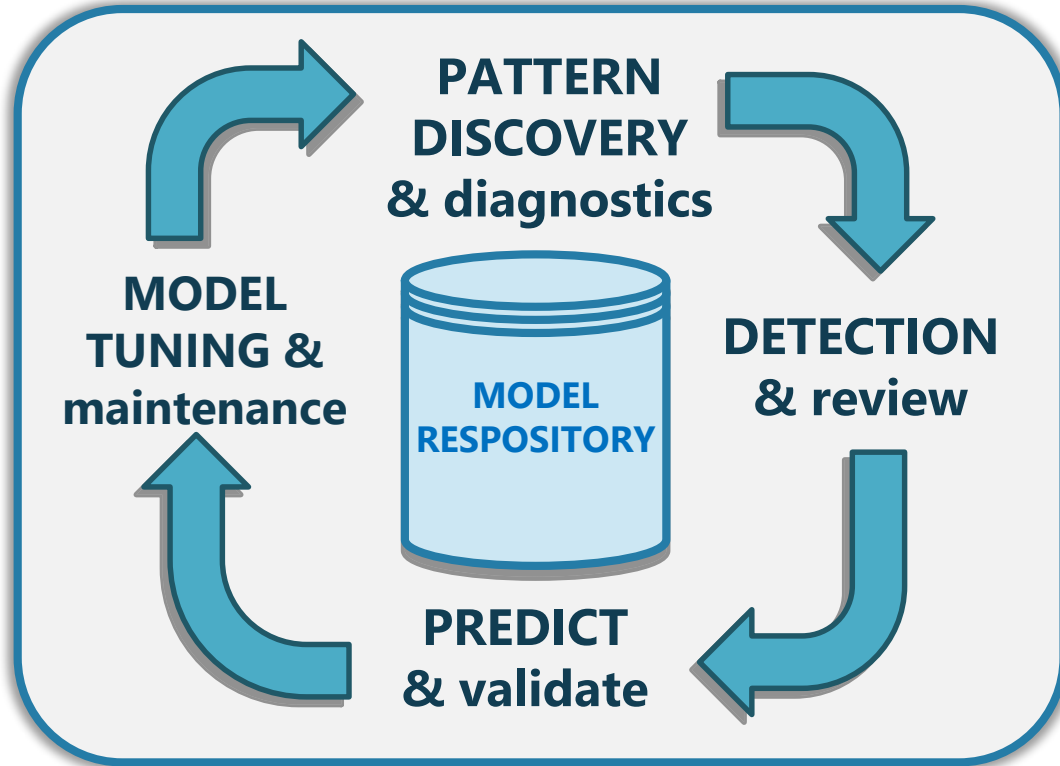 PATTERN
DISCOVERY
& diagnostics
DETECTION
& review
PREDICT
& validate
MODEL
TUNING &
maintenance
MODEL
RESPOSITORY